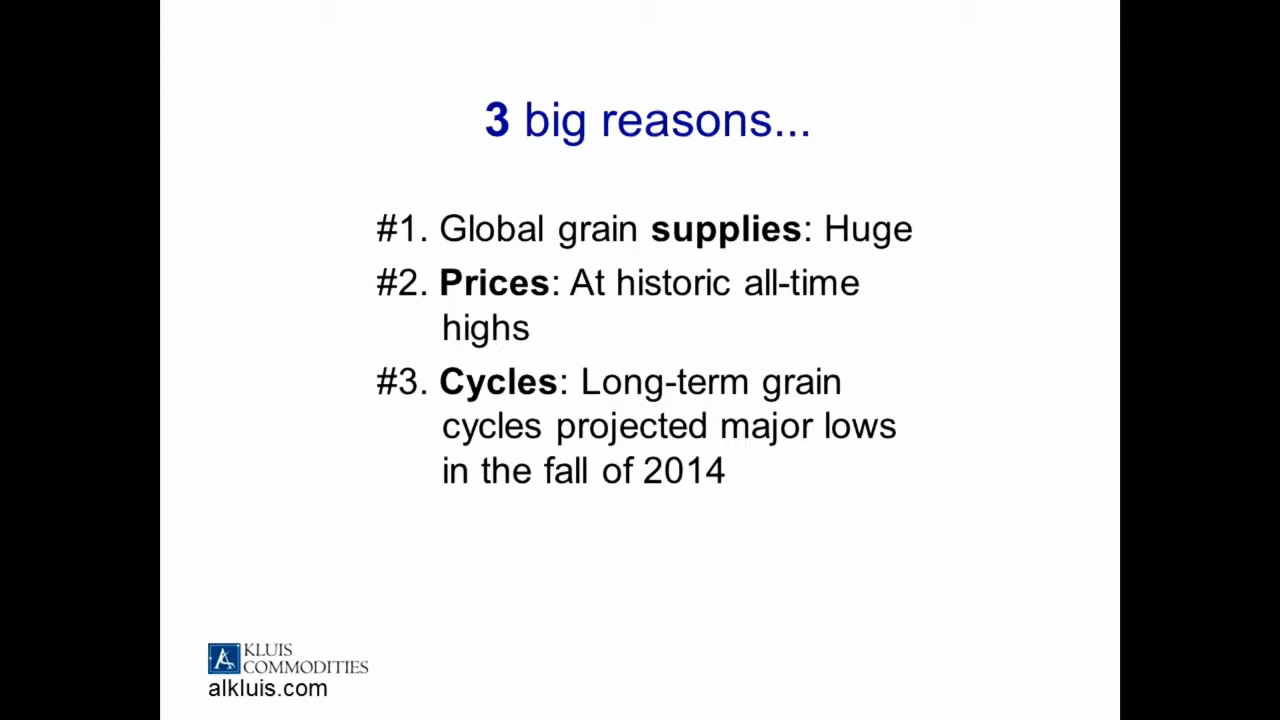 3 big reasons...
#1. Global grain supplies: Huge
#2. Prices: At historic all-time
highs
#3. Cycles: Long-term grain
cycles projected major lows
in the fall of 2014
KLUIS
COMMODITIES
alkluis.com